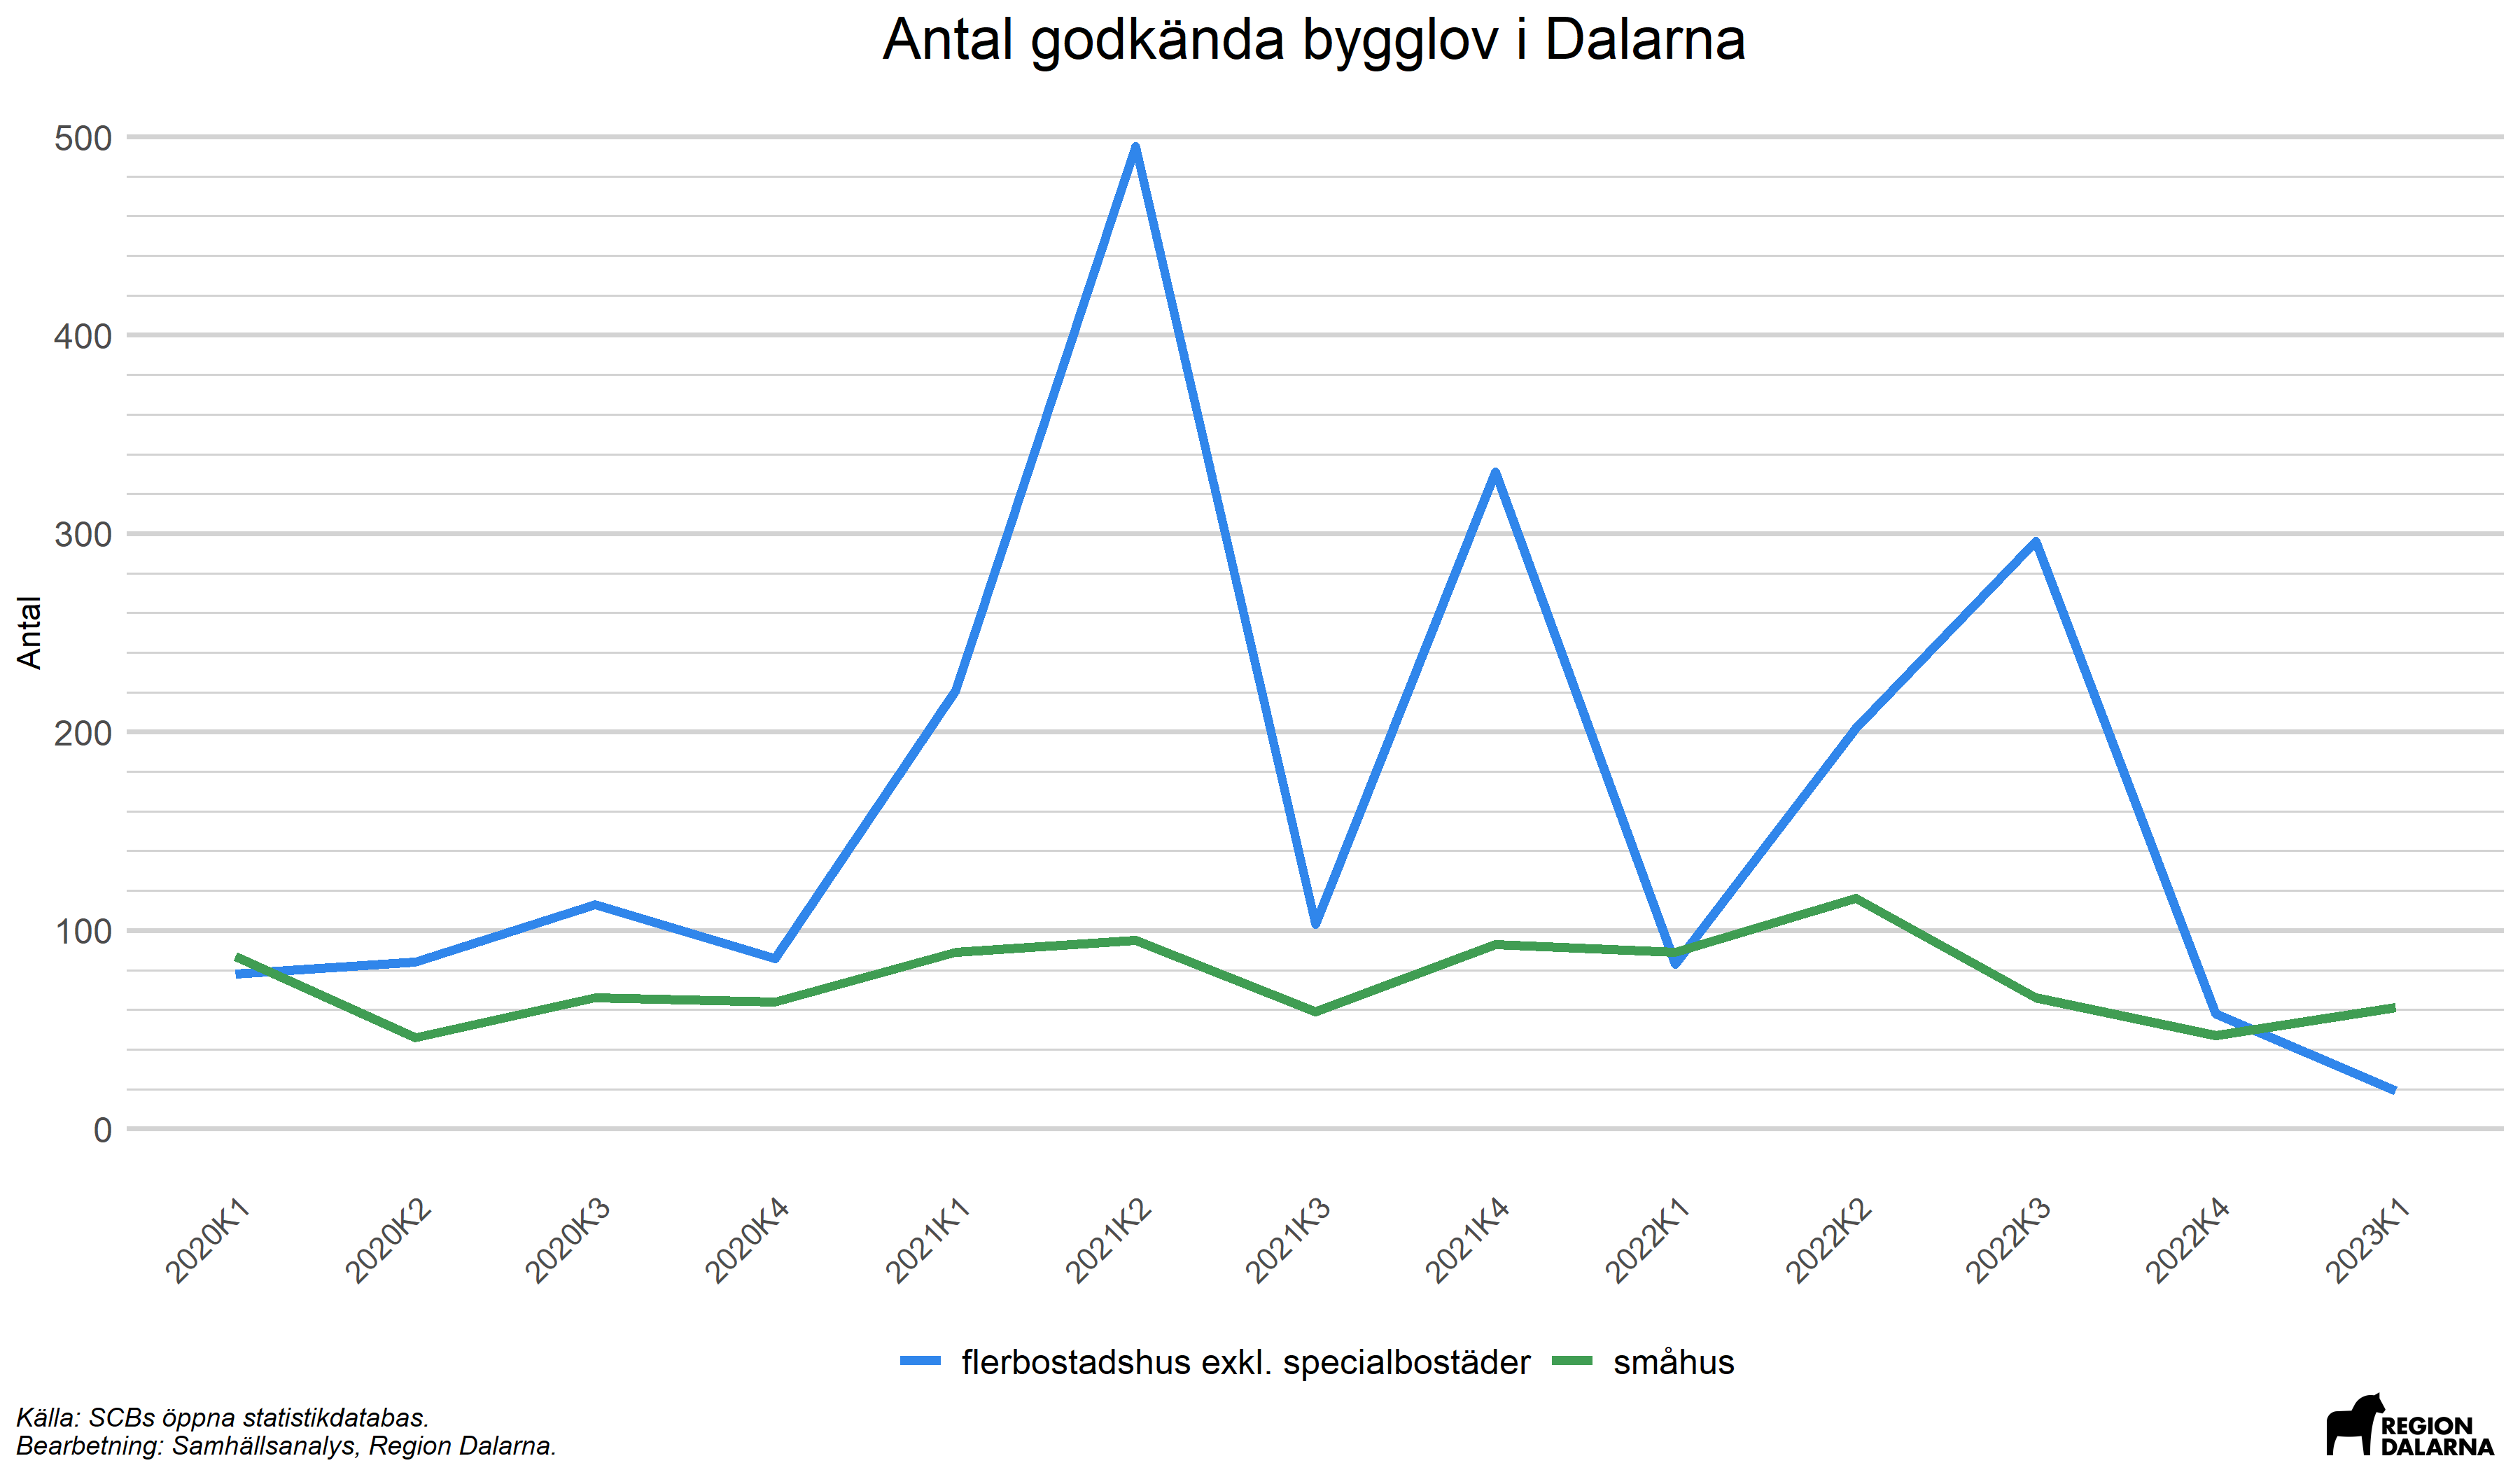 Antal godkända bygglov i Dalarna
500
400
300
200
100
0
Antal
2020K1
2020K2
2020K3
2020K4
2021K1
2021K2
2021K3
2021K4
2022K1
2022K2
2022K3
2022K4
2023K1
flerbostadshus exkl. specialbostäder
småhus
Källa: SCBs öppna statistikdatabas.
Bearbetning: Samhällsanalys, Region Dalarna.
REGION
DALARNA